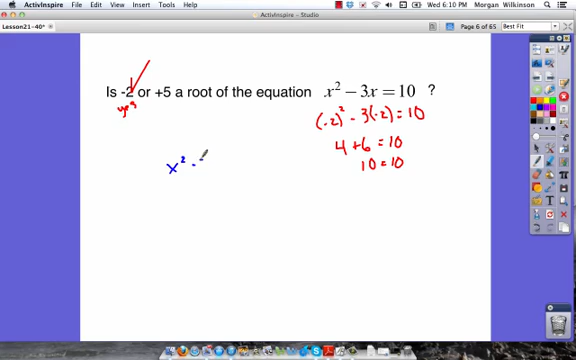 ActivInspire File Edit View Insert Tools Help Wed 6:10 PM Morgan Wilkinson
ActivInspire – Studio
Lesson21-40* Page 6 of 65 Best Fit
Is -2 or +5 a root of the equation x² − 3x = 10 ?
yes
(-2)² - 3(-2) = 10
4 + 6 = 10
10 = 10
x² -